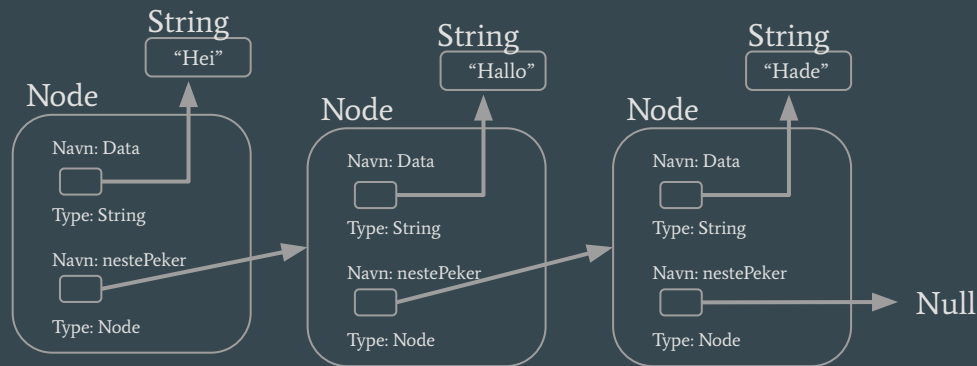 String
“Hei”
Node
Navn: Data
Type: String
Navn: nestePeker
Type: Node
String
“Hallo”
Node
Navn: Data
Type: String
Navn: nestePeker
Type: Node
String
“Hade”
Node
Navn: Data
Type: String
Navn: nestePeker
Type: Node
Null